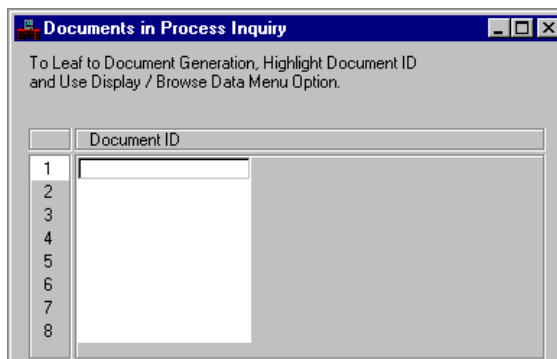 Documents in Process Inquiry
To Leaf to Document Generation, Highlight Document ID
and Use Display / Browse Data Menu Option.
Document ID
1
2
3
4
5
6
7
8